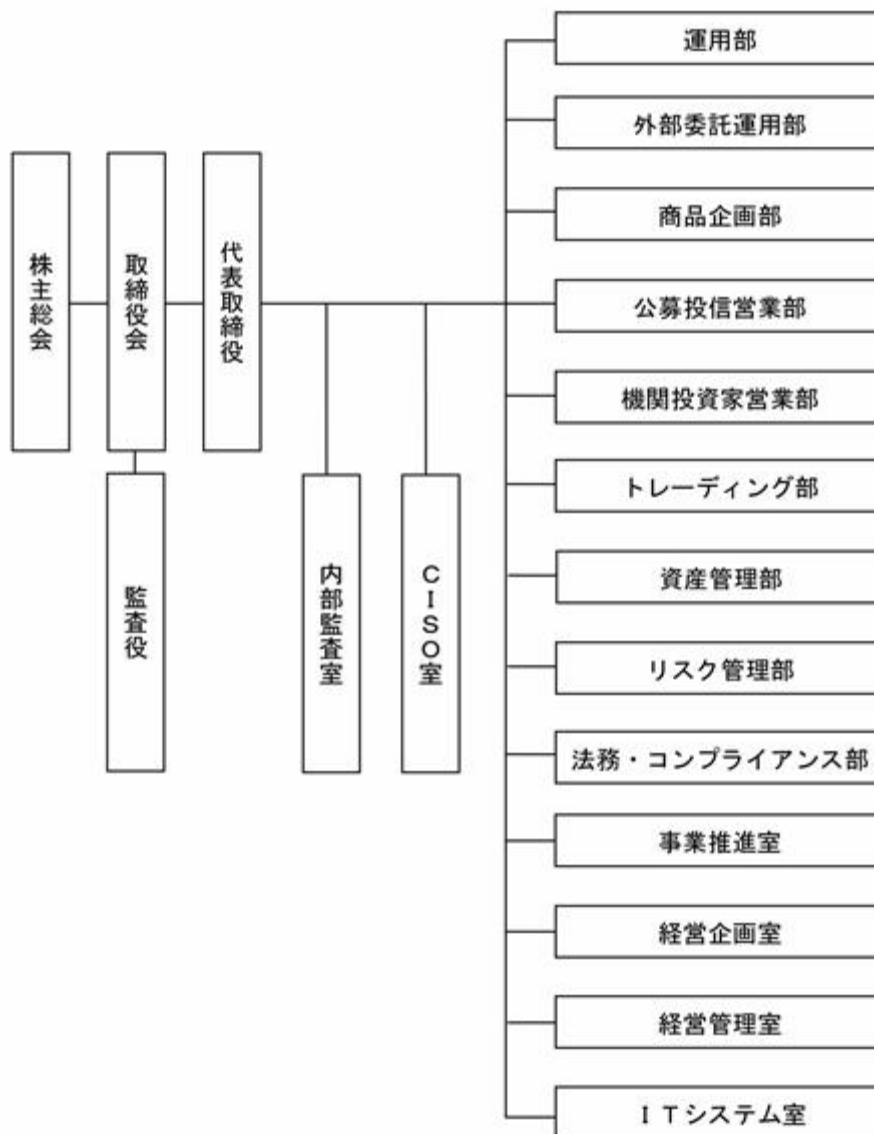 株主総会
取締役会
代表取締役
監査役
内部監査室
CISO室
運用部
外部委託運用部
商品企画部
公募投信営業部
機関投資家営業部
トレーディング部
資産管理部
リスク管理部
法務・コンプライアンス部
事業推進室
経営企画室
経営管理室
ITシステム室